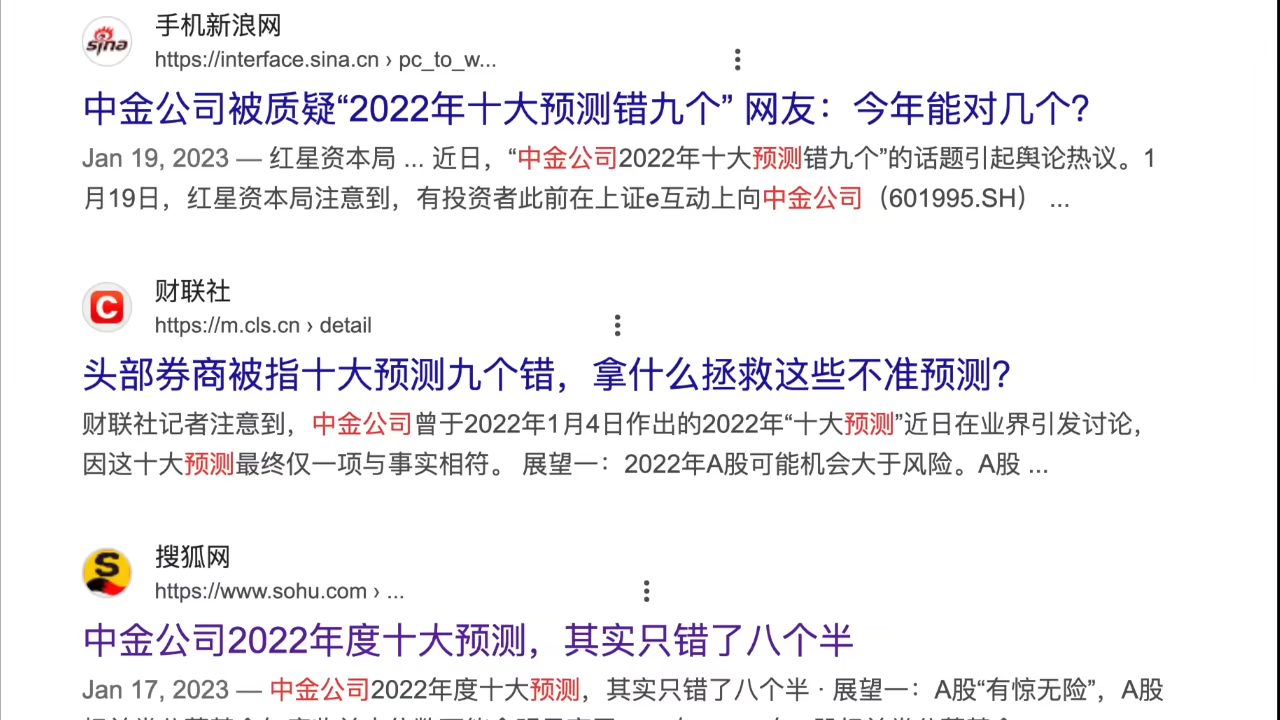 手机新浪网
sina
https://interface.sina.cn › pc_to_w...
中金公司被质疑“2022年十大预测错九个” 网友：今年能对几个？
Jan 19, 2023 — 红星资本局 ... 近日，“中金公司2022年十大预测错九个”的话题引起舆论热议。1
月19日，红星资本局注意到，有投资者此前在上证e互动上向中金公司（601995.SH） ...
财联社
C
https://m.cls.cn › detail
头部券商被指十大预测九个错，拿什么拯救这些不准预测？
财联社记者注意到，中金公司曾于2022年1月4日作出的2022年“十大预测”近日在业界引发讨论，
因这十大预测最终仅一项与事实相符。 展望一：2022年A股可能机会大于风险。A股 ...
搜狐网
S
https://www.sohu.com › ...
中金公司2022年度十大预测，其实只错了八个半
Jan 17, 2023 — 中金公司2022年度十大预测，其实只错了八个半 · 展望一：A股“有惊无险”，A股